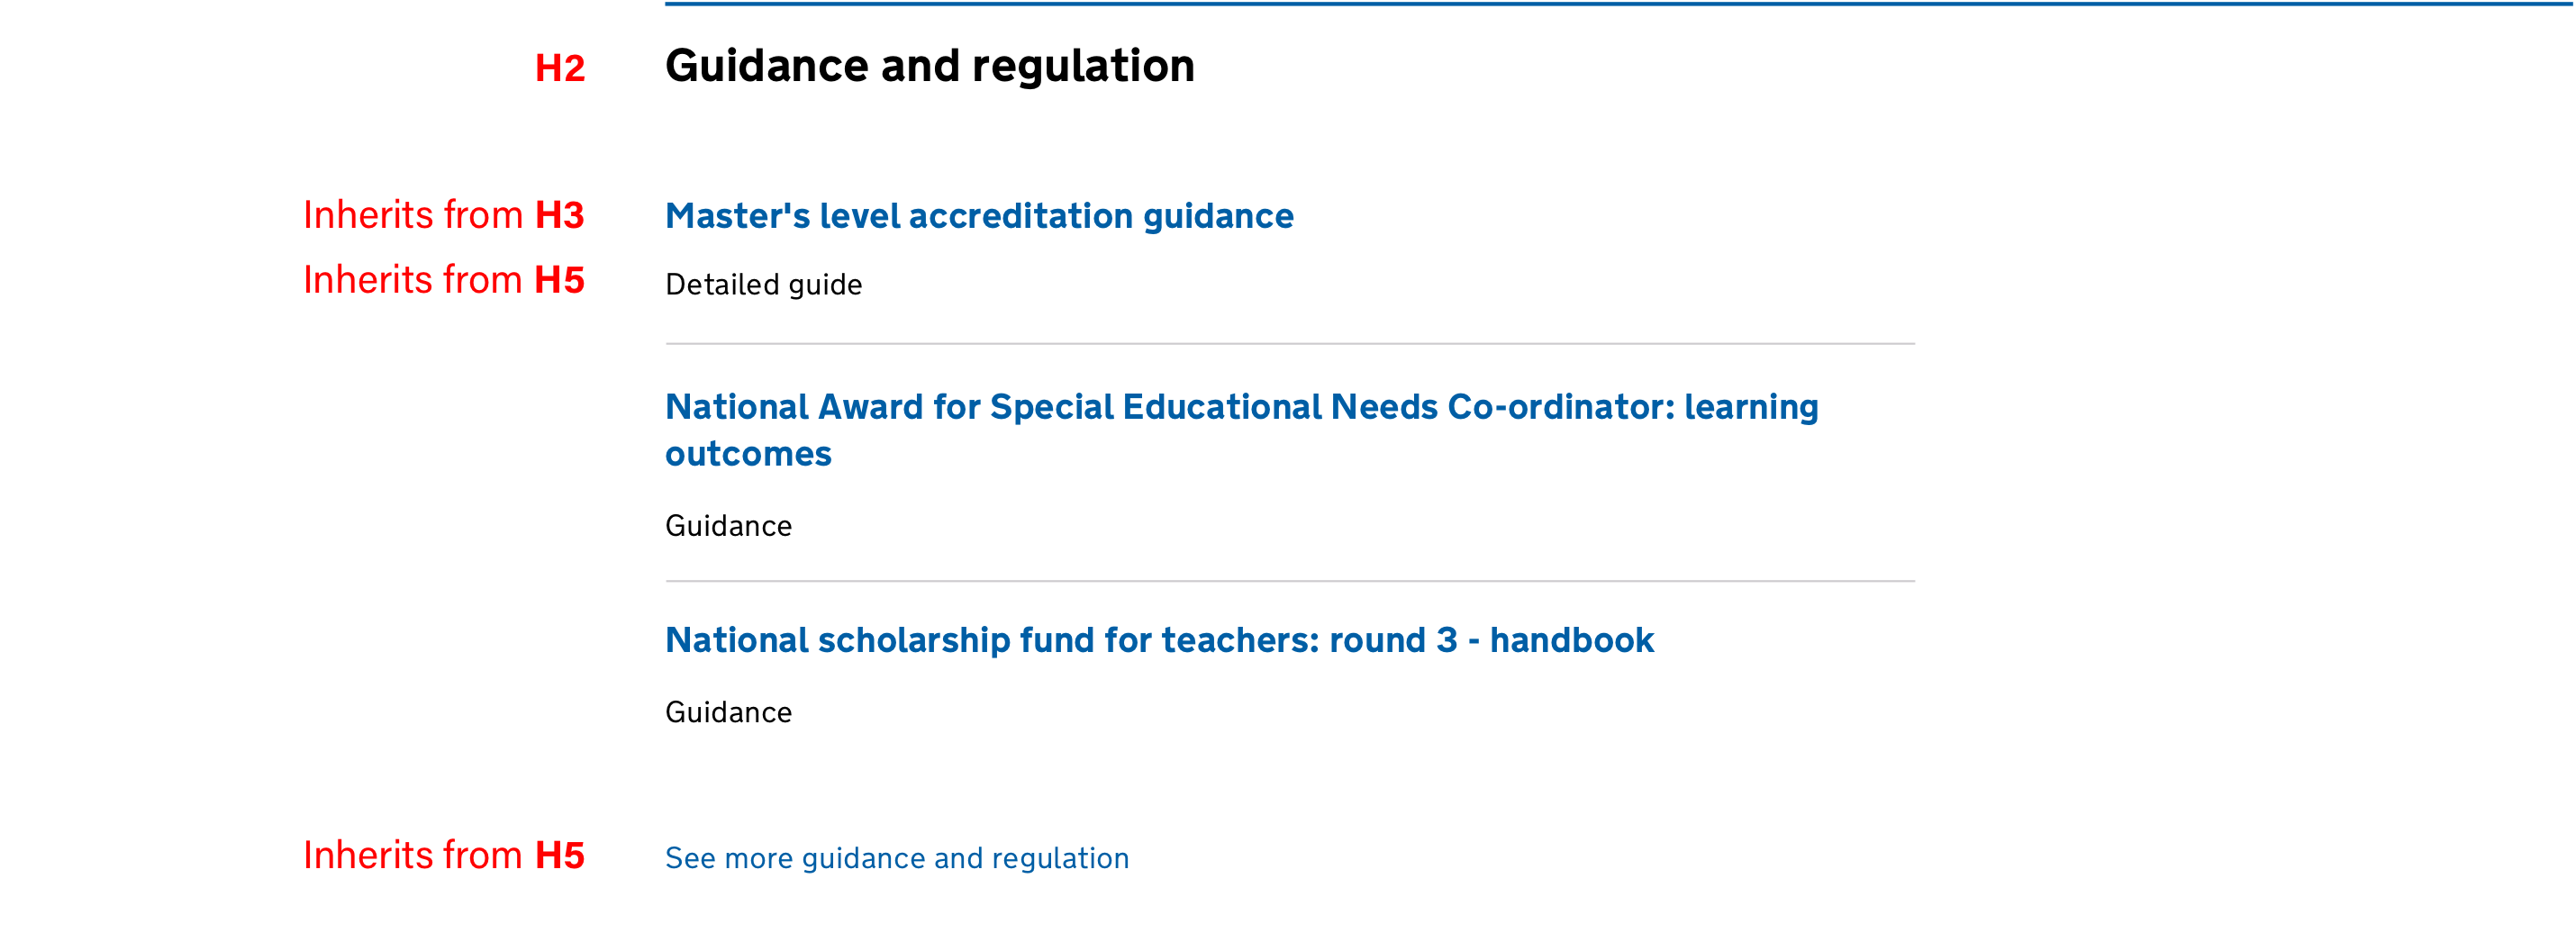 H2 Guidance and regulation
Inherits from H3 Master's level accreditation guidance
Inherits from H5 Detailed guide
National Award for Special Educational Needs Co-ordinator: learning
outcomes
Guidance
National scholarship fund for teachers: round 3 - handbook
Guidance
Inherits from H5 See more guidance and regulation